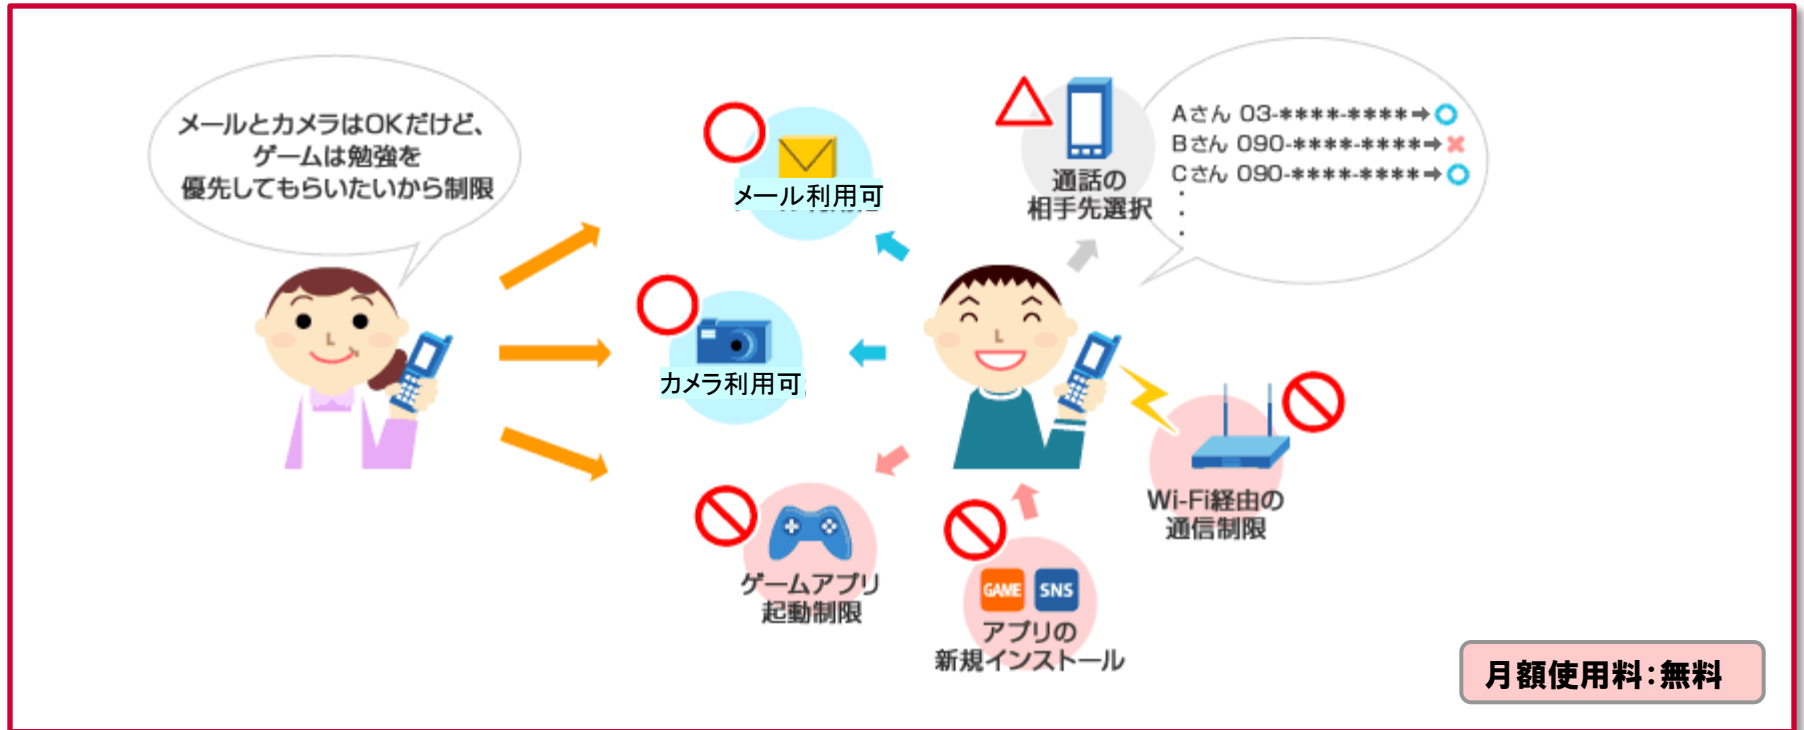 メールとカメラはOKだけど、
ゲームは勉強を
優先してもらいたいから制限
メール利用可
カメラ利用可
ゲームアプリ
起動制限
通話の
相手先選択
Aさん 03-****-****➡○
Bさん 090-****-****➡✖
Cさん 090-****-****➡○
・
・
・
Wi-Fi経由の
通信制限
GAME SNS
アプリの
新規インストール
月額使用料:無料